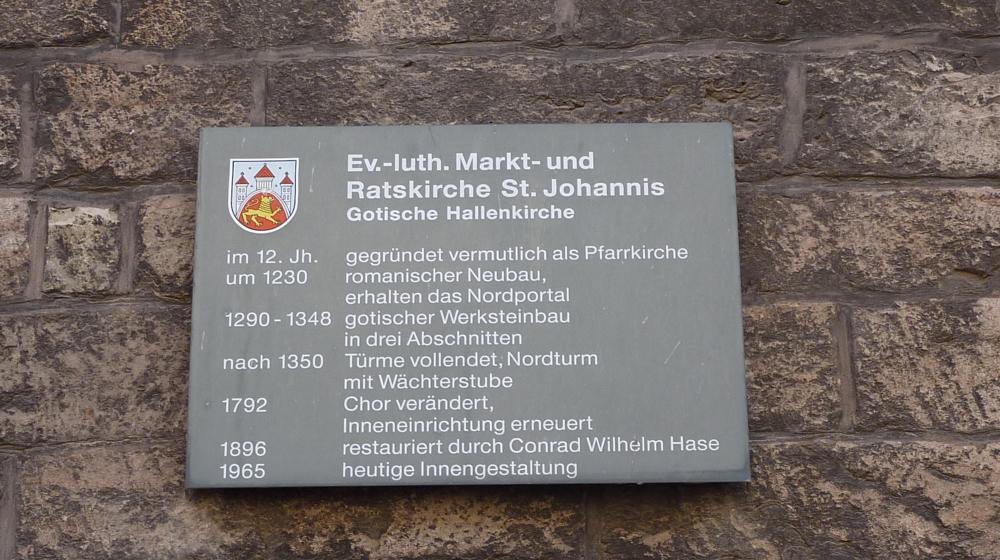 Ev.-luth. Markt- und
Ratskirche St. Johannis
Gotische Hallenkirche
im 12. Jh. gegründet vermutlich als Pfarrkirche
um 1230 romanischer Neubau,
erhalten das Nordportal
1290 - 1348 gotischer Werksteinbau
in drei Abschnitten
nach 1350 Türme vollendet, Nordturm
mit Wächterstube
1792 Chor verändert,
Inneneinrichtung erneuert
1896 restauriert durch Conrad Wilhelm Hase
1965 heutige Innengestaltung